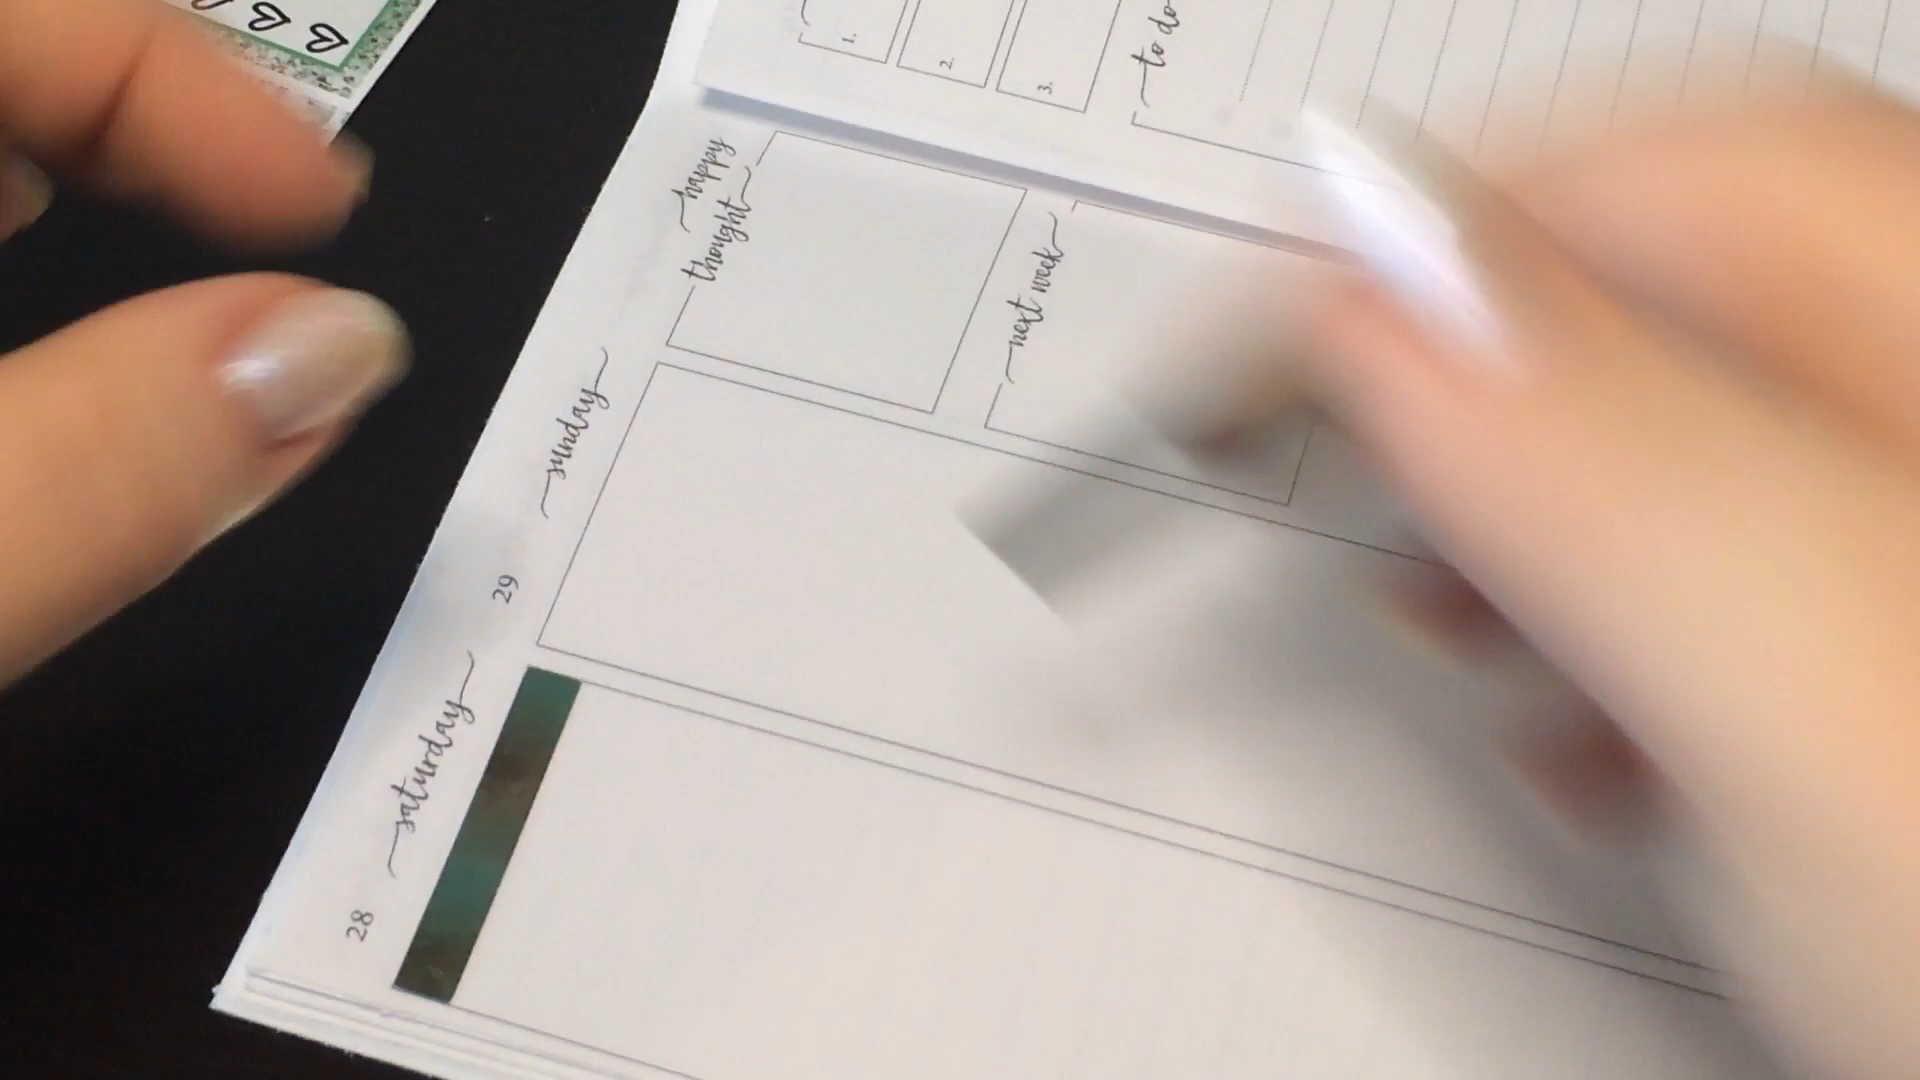 1.
2.
3.
to do
happy
thought
next week
sunday
29
saturday
28